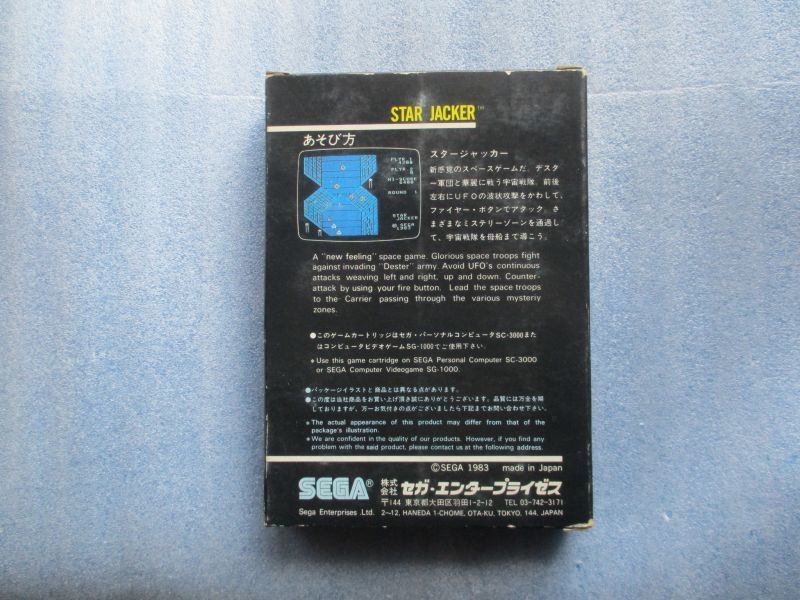 STAR JACKER™
あそび方
PLYR 1
PLYR 2
HI-SCORE
ROUND 1
STAR
JACKER
© SEGA
1983
スタージャッカー
新感覚のスペースゲームだ。デスター軍団と華麗に戦う宇宙戦隊。前後
左右にUFOの波状攻撃をかわして、
ファイヤー・ボタンでアタック。さ
まざまなミステリーゾーンを通過し
て、宇宙戦隊を母船まで導こう。
A "new feeling" space game. Glorious space troops fight
against invading "Dester" army. Avoid UFO's continuous
attacks weaving left and right, up and down. Counter-
attack by using your fire button. Lead the space troops
to the Carrier passing through the various mysteriy
zones.
●このゲームカートリッジはセガ・パーソナルコンピュータSC-3000また
はコンピュータビデオゲームSG-1000でご使用下さい。
● Use this game cartridge on SEGA Personal Computer SC-3000
or SEGA Computer Videogame SG-1000.
●パッケージイラストと商品とは異なる点があります。
●この度は当社商品をお買い上げ頂き誠にありがとうございます。品質には万全を期
しておりますが、万一お気付きの点がございましたら下記までお問い合わせ下さい。
● The actual appearance of this product may differ from that of the
package's illustration.
● We are confident in the quality of our products. However, if you find any
problem with the said product, please contact us at the following address.
©SEGA 1983 made in Japan
SEGA® 株式会社 セガ・エンタープライゼス
〒144 東京都大田区羽田1-2-12 TEL 03-742-3171
Sega Enterprises .Ltd. 2~12, HANEDA 1-CHOME, OTA-KU, TOKYO, 144, JAPAN